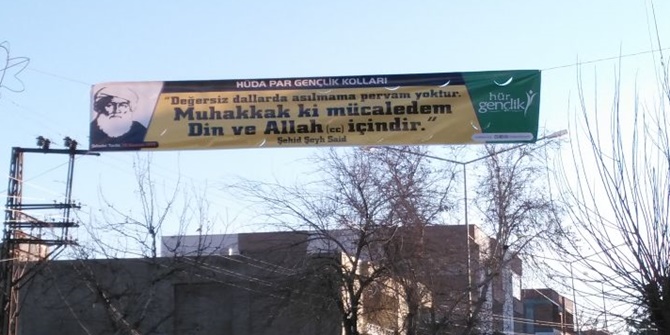 HÜDA PAR GENÇLİK KOLLARI
"Değersiz dallarda asılmama pervam yoktur.
Muhakkak ki mücaledem
Din ve Allah (cc) içindir."
Şehid Şeyh Said
hür
gençlik